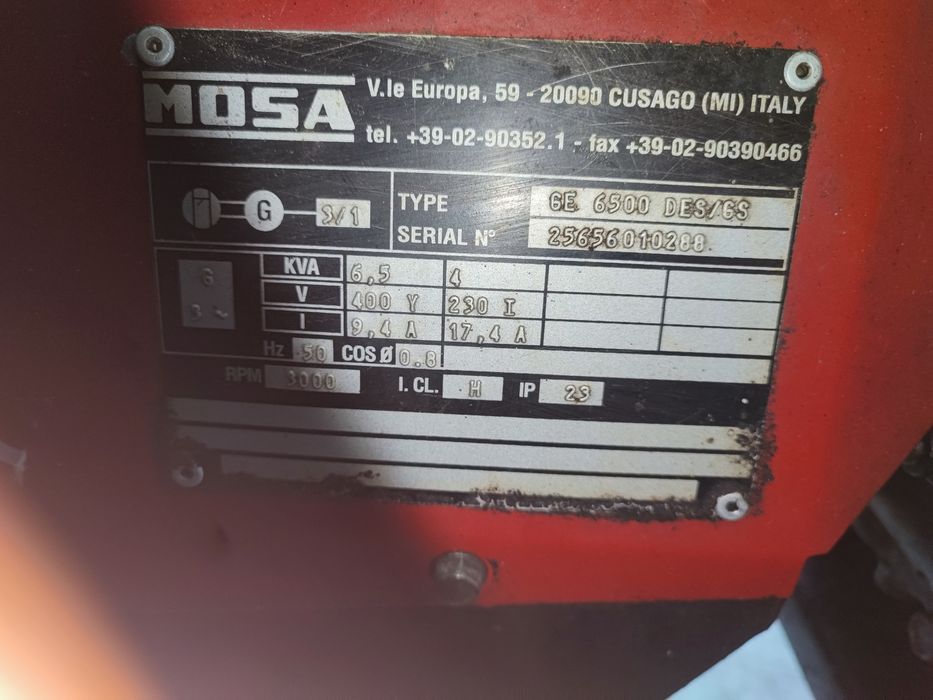 MOSA
V.le Europa, 59 - 20090 CUSAGO (MI) ITALY
tel. +39-02-90352.1 - fax +39-02-90390466
G 3/1
TYPE GE 6500 DES/GS
SERIAL N° 25656010288
G
3~
KVA 6,5 4
V 400 Y 230 I
I 9,4 A 17,4 A
Hz 50 COS Ø 0.8
RPM 3000 I. CL. H IP 23